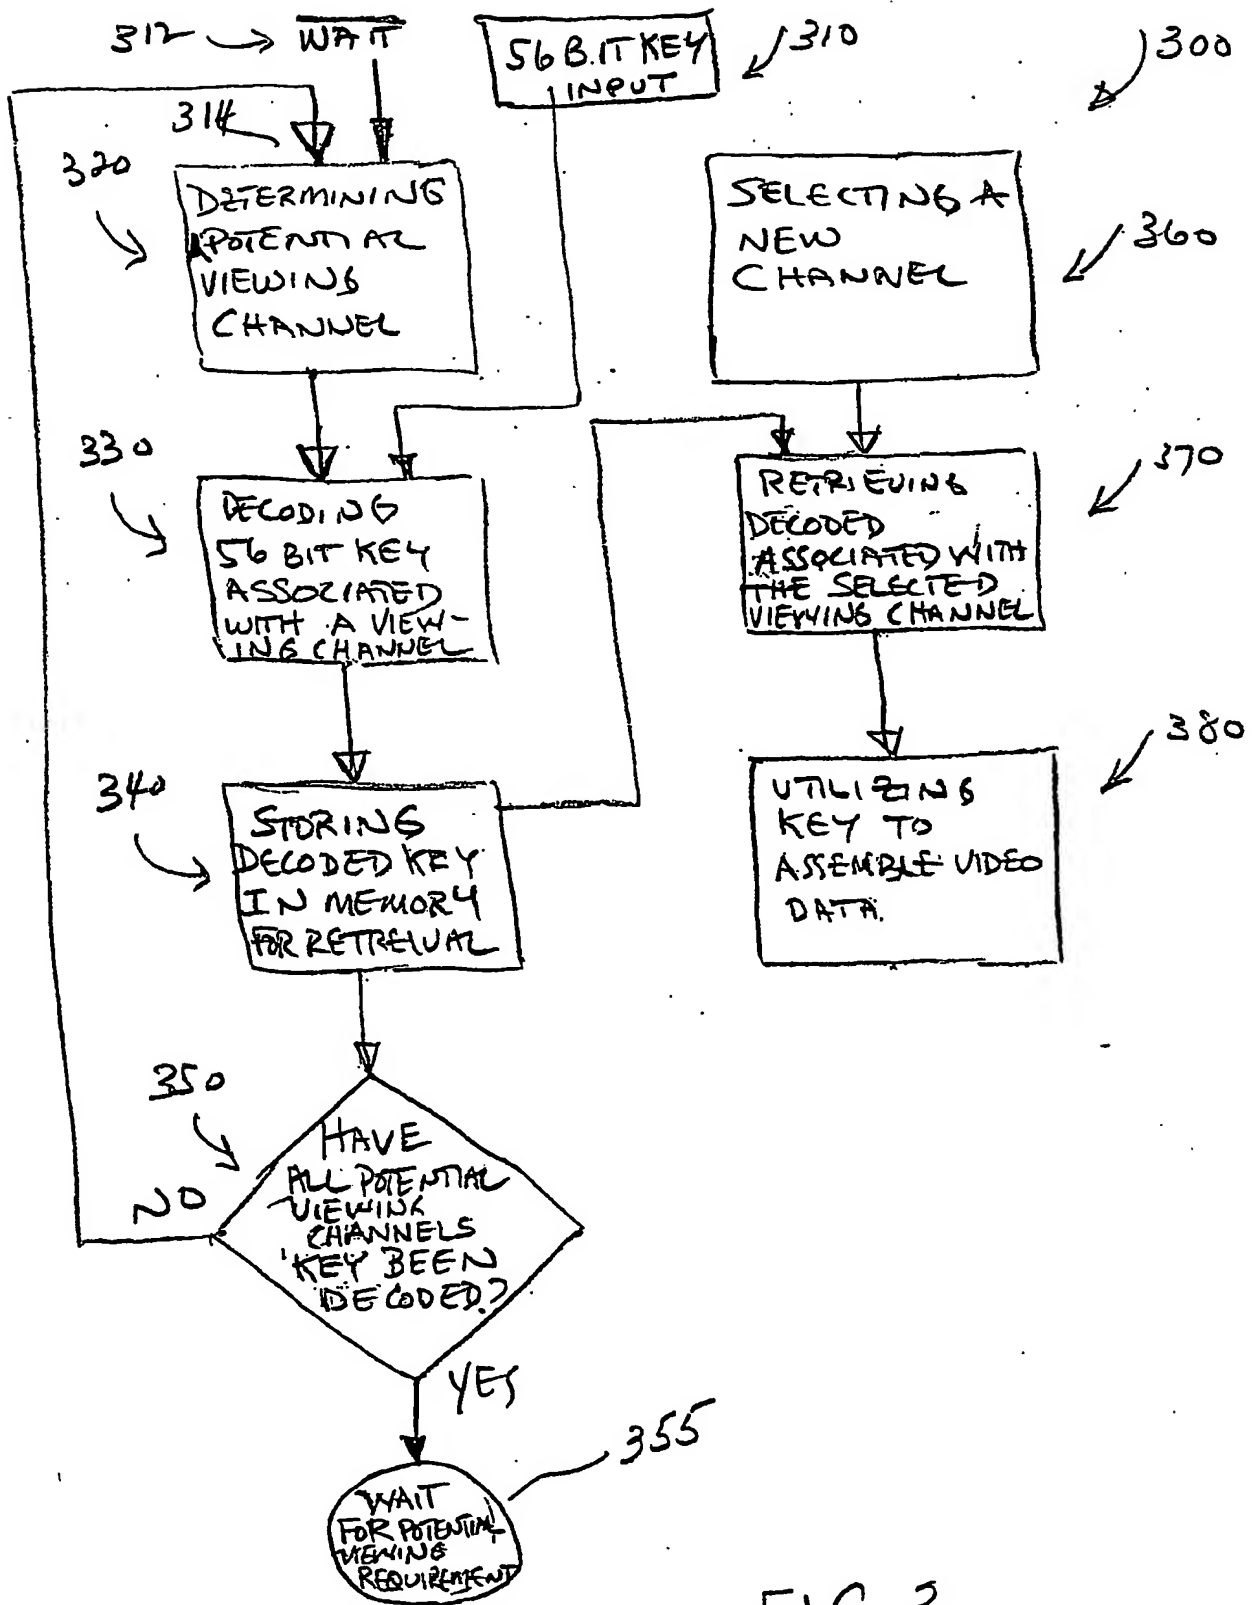 312
WAIT
56 BIT KEY
INPUT
310
300
314
320
DETERMINING
POTENTIAL
VIEWING
CHANNEL
SELECTING A
NEW
CHANNEL
360
330
DECODING
56 BIT KEY
ASSOCIATED
WITH A VIEW-
ING CHANNEL
RETRIEVING
DECODED
ASSOCIATED WITH
THE SELECTED
VIEWING CHANNEL
370
340
STORING
DECODED KEY
IN MEMORY
FOR RETREIVAL
UTILIZING
KEY TO
ASSEMBLE VIDEO
DATA.
380
350
HAVE
ALL POTENTIAL
VIEWING
CHANNELS
KEY BEEN
DECODED?
NO
YES
355
WAIT
FOR POTENTIAL
VIEWING
REQUIREMENT